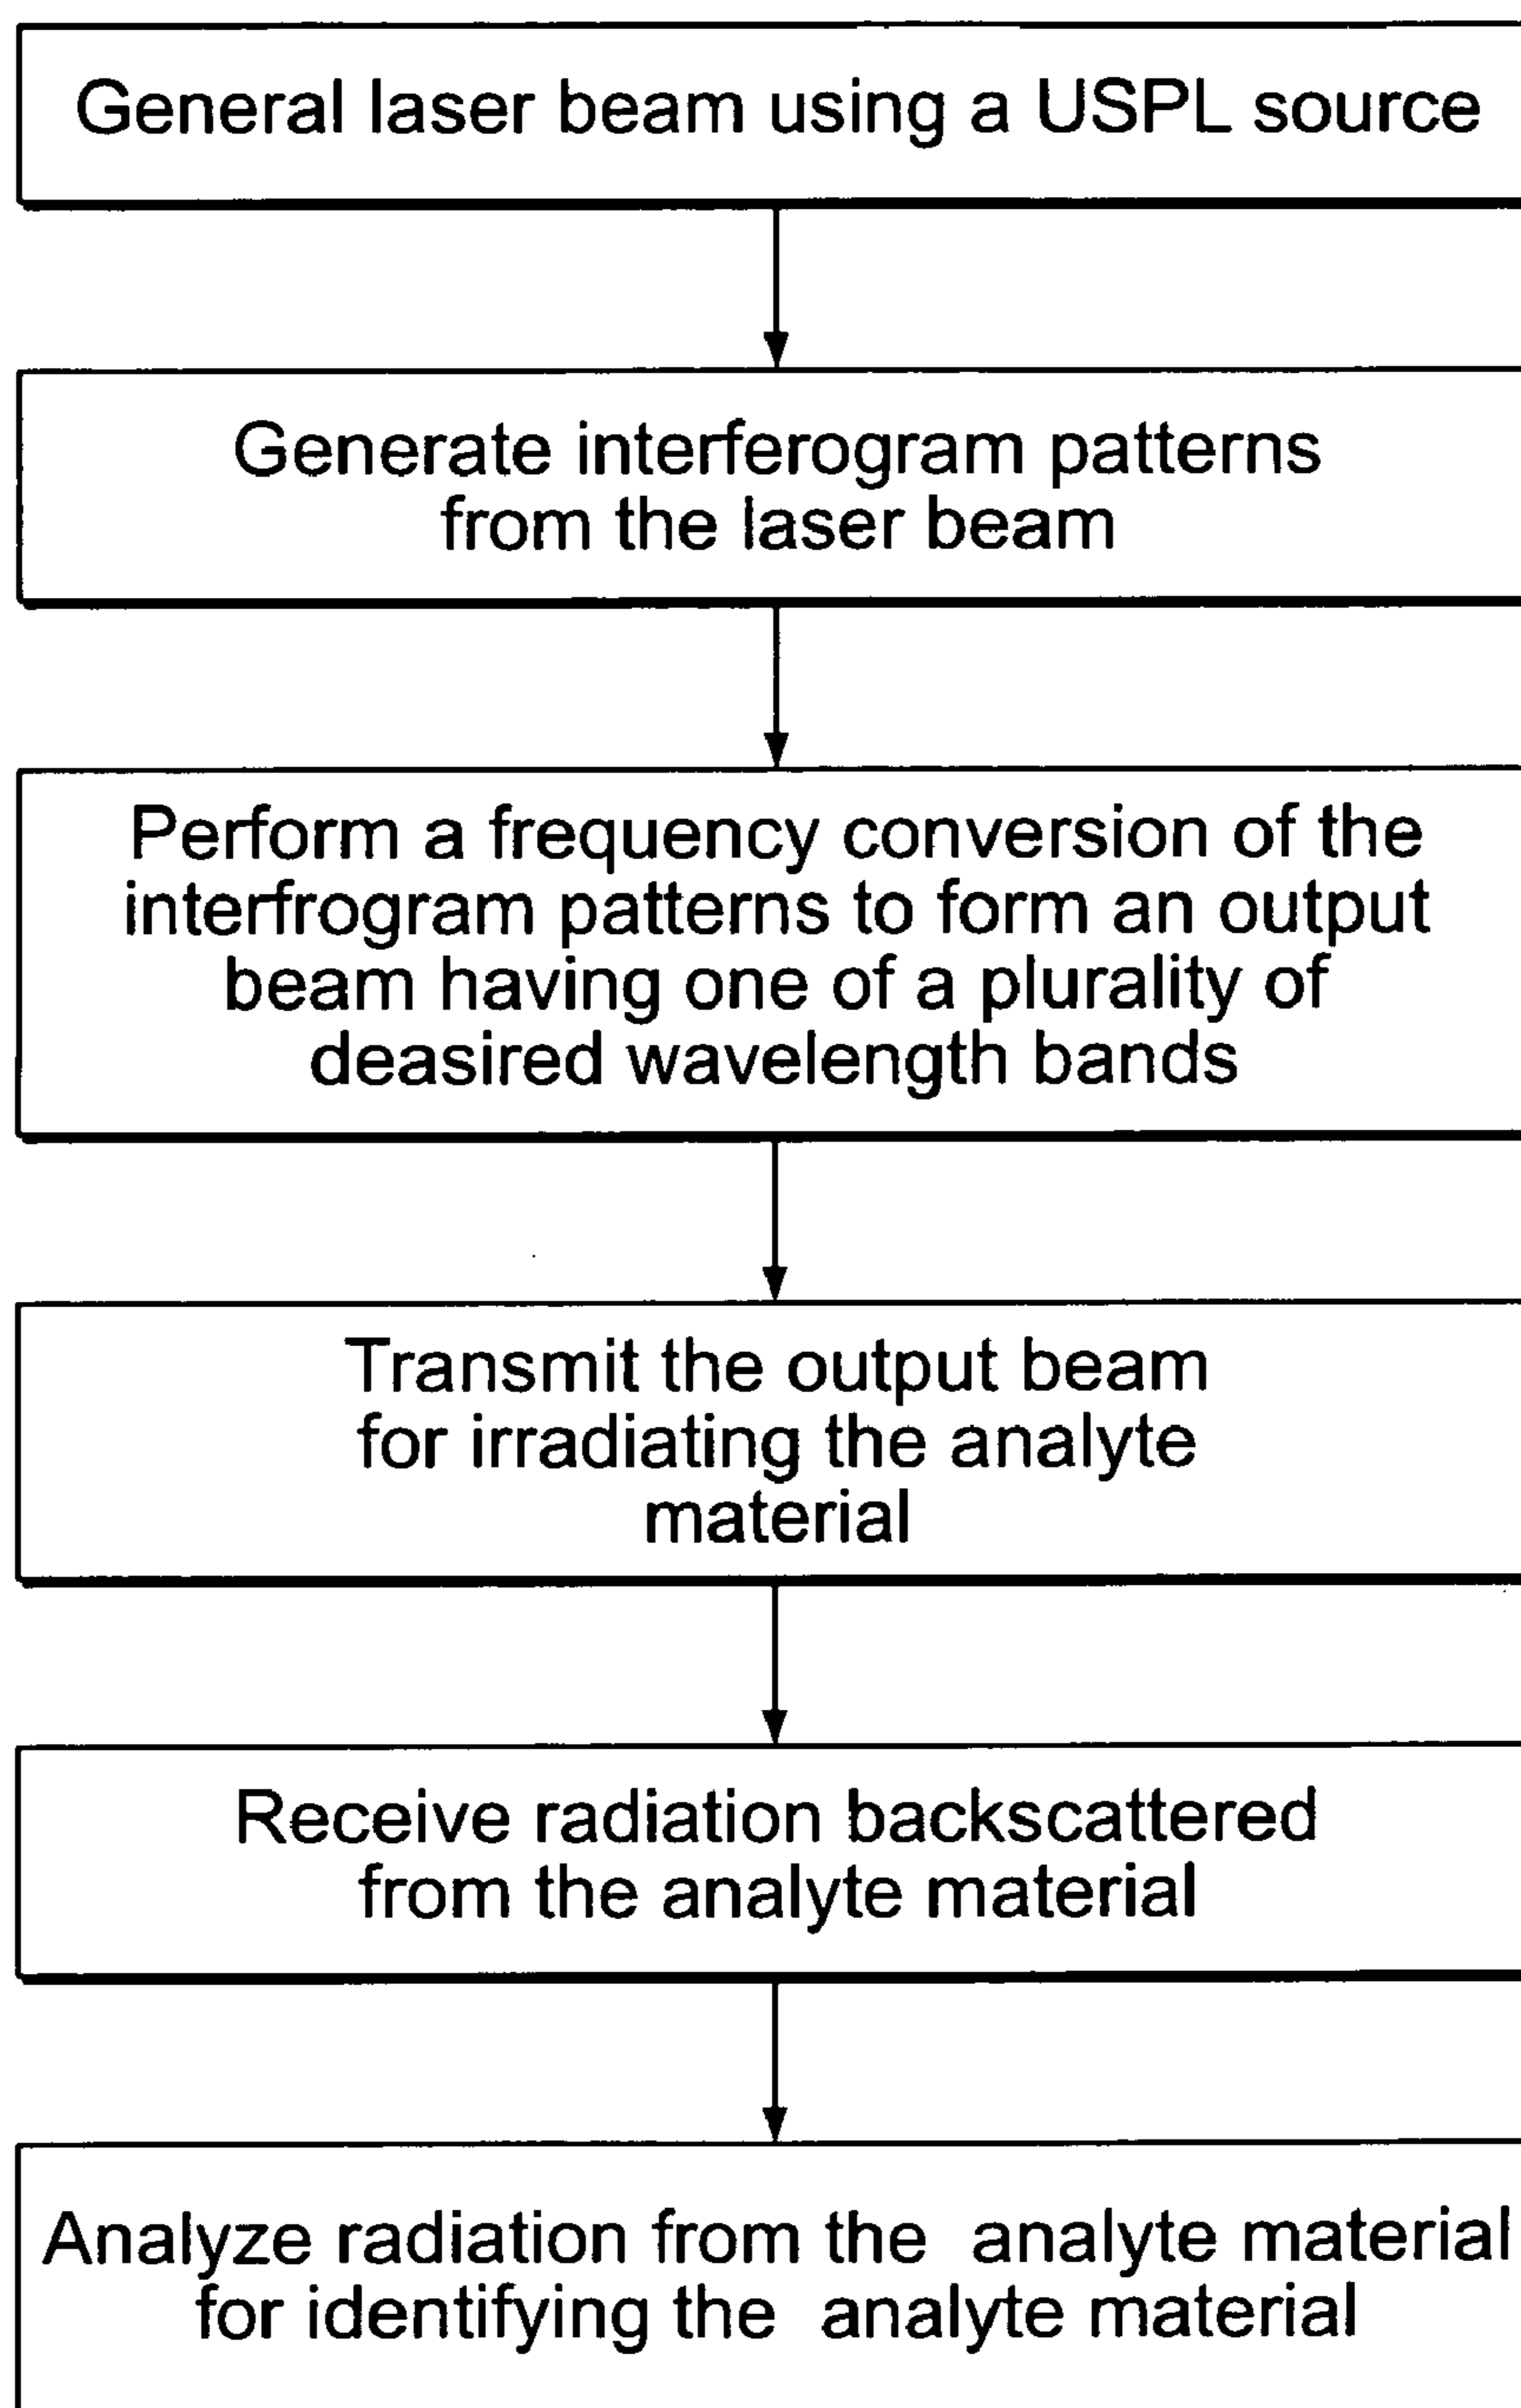 General laser beam using a USPL source
Generate interferogram patterns
from the laser beam
Perform a frequency conversion of the
interfrogram patterns to form an output
beam having one of a plurality of
deasired wavelength bands
Transmit the output beam
for irradiating the analyte
material
Receive radiation backscattered
from the analyte material
Analyze radiation from the analyte material
for identifying the analyte material